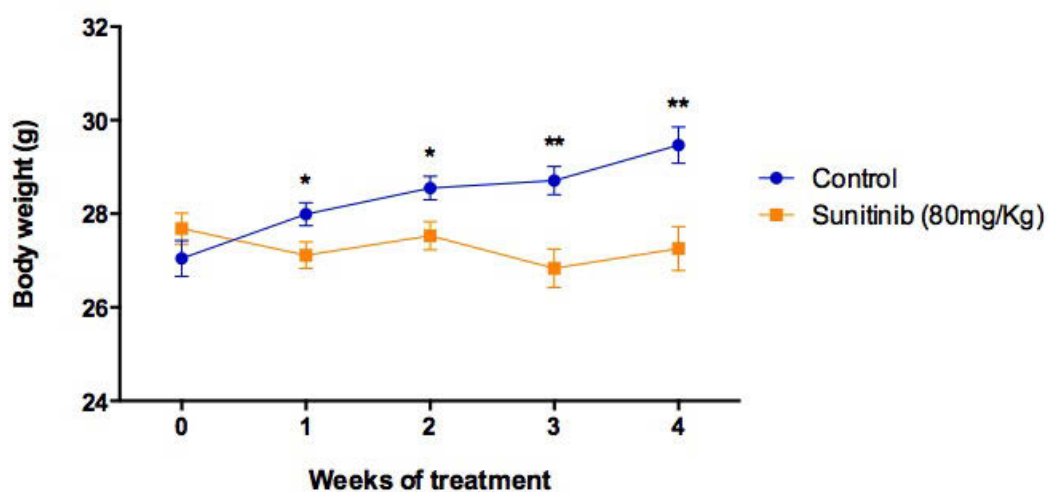 32
30
28
26
24
Body weight (g)
*
*
**
**
0 1 2 3 4
Weeks of treatment
Control
Sunitinib (80mg/Kg)